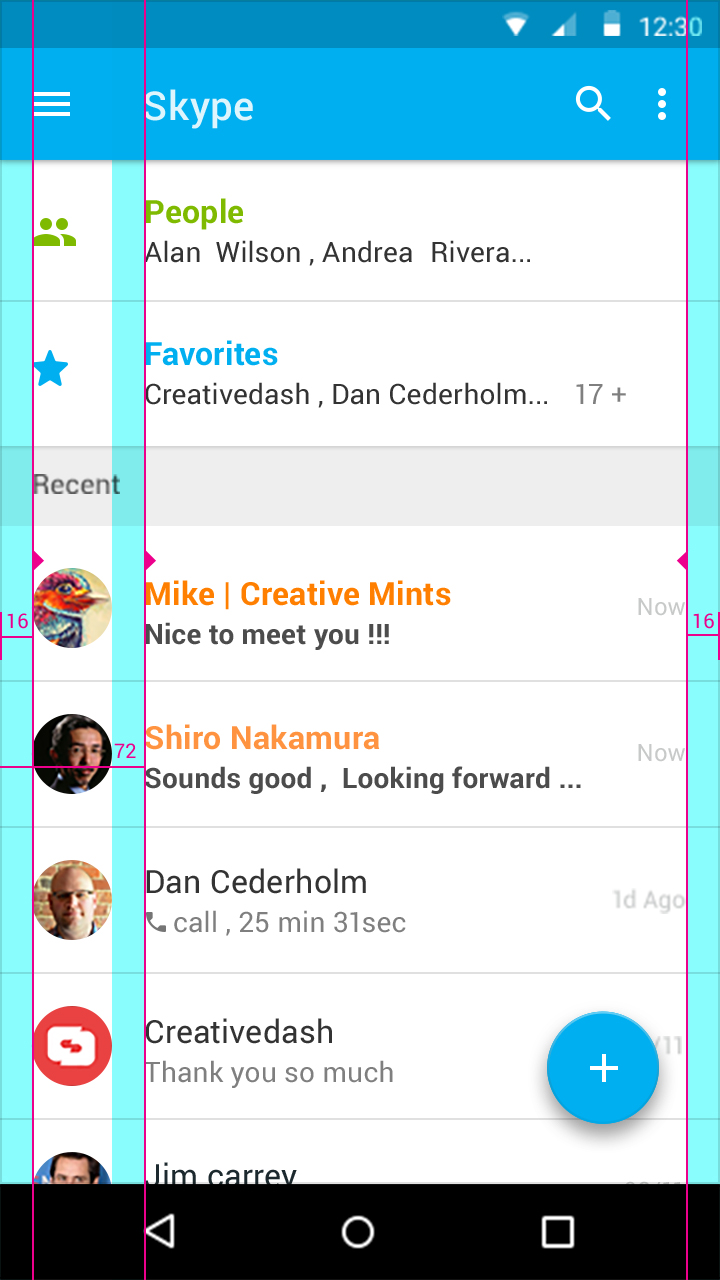 12:30
Skype
People
Alan Wilson , Andrea Rivera...
Favorites
Creativedash , Dan Cederholm... 17 +
Recent
Mike | Creative Mints
Now
16
16
Nice to meet you !!!
Shiro Nakamura
Now
72
Sounds good , Looking forward ...
Dan Cederholm
1d Ago
call , 25 min 31sec
Creativedash
/11
Thank you so much
Jim carrey